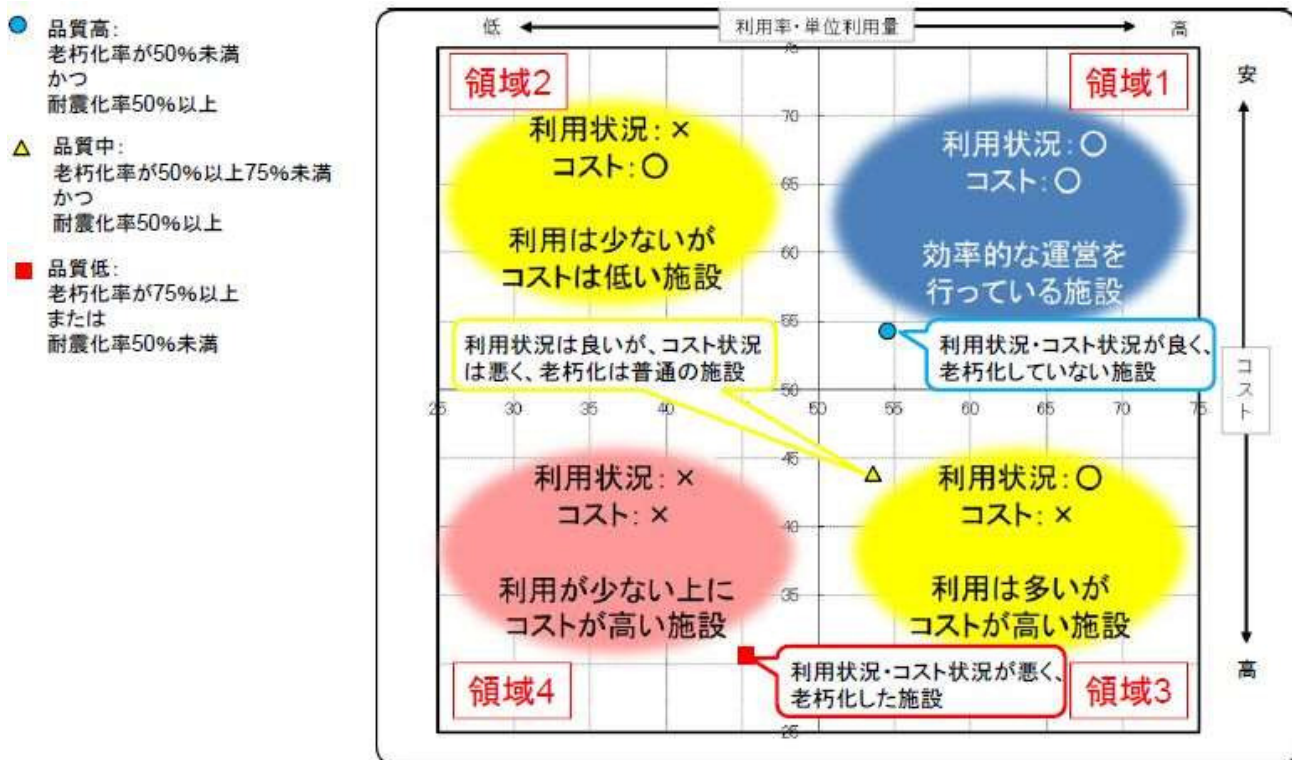 品質高:
老朽化率が50%未満
かつ
耐震化率50%以上
品質中:
老朽化率が50%以上75%未満
かつ
耐震化率50%以上
品質低:
老朽化率が75%以上
または
耐震化率50%未満
低
利用率・単位利用量
高
75
領域2
領域1
安
利用状況:×
コスト:○
利用は少ないが
コストは低い施設
70
65
60
55
利用状況:○
コスト:○
効率的な運営を
行っている施設
利用状況は良いが、コスト状況
は悪く、老朽化は普通の施設
利用状況・コスト状況が良く、
老朽化していない施設
コスト
50
25 30 35 40 50 55 60 65 70 75
利用状況:×
コスト:×
利用が少ない上に
コストが高い施設
45
40
35
利用状況:○
コスト:×
利用は多いが
コストが高い施設
利用状況・コスト状況が悪く、
老朽化した施設
領域4
領域3
高
25